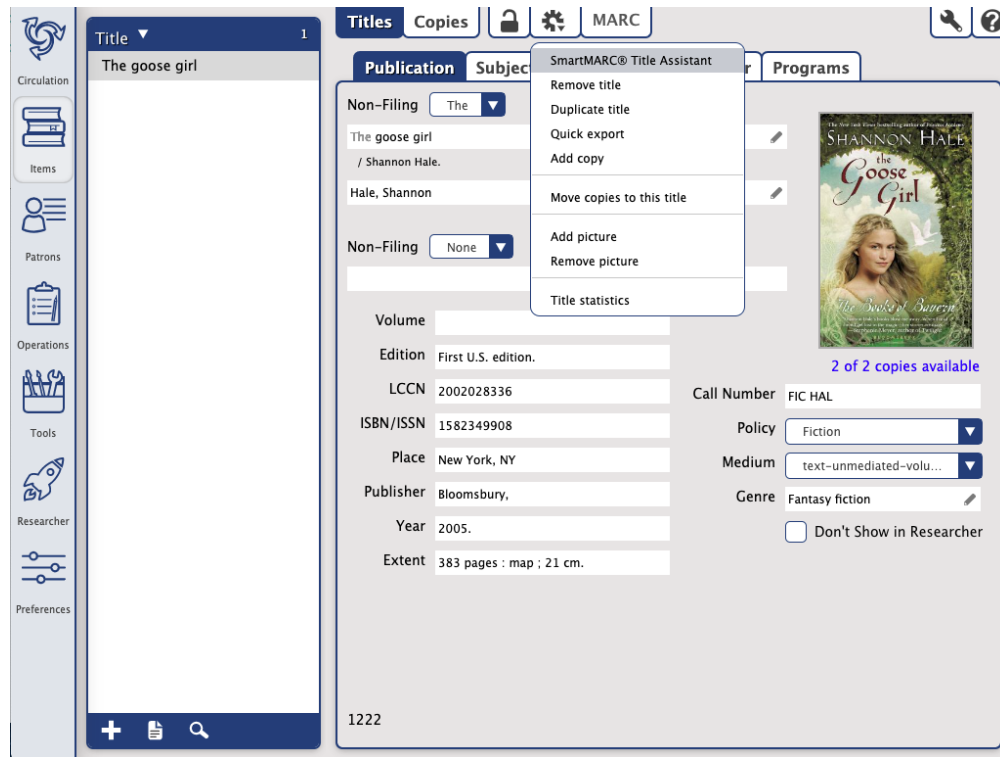 Titles
Copies
MARC
Title
1
The goose girl
Circulation
Items
Patrons
Operations
Tools
Researcher
Preferences
Publication
Subjec
r
Programs
SmartMARC® Title Assistant
Remove title
Duplicate title
Quick export
Add copy
Move copies to this title
Add picture
Remove picture
Title statistics
Non-Filing The
The goose girl
/ Shannon Hale.
Hale, Shannon
Non-Filing None
Volume
Edition First U.S. edition.
LCCN 2002028336
ISBN/ISSN 1582349908
Place New York, NY
Publisher Bloomsbury,
Year 2005.
Extent 383 pages : map ; 21 cm.
SHANNON HALE
the
Goose
Girl
The Books of Bayern
2 of 2 copies available
Call Number FIC HAL
Policy Fiction
Medium text-unmediated-volu...
Genre Fantasy fiction
Don't Show in Researcher
1222